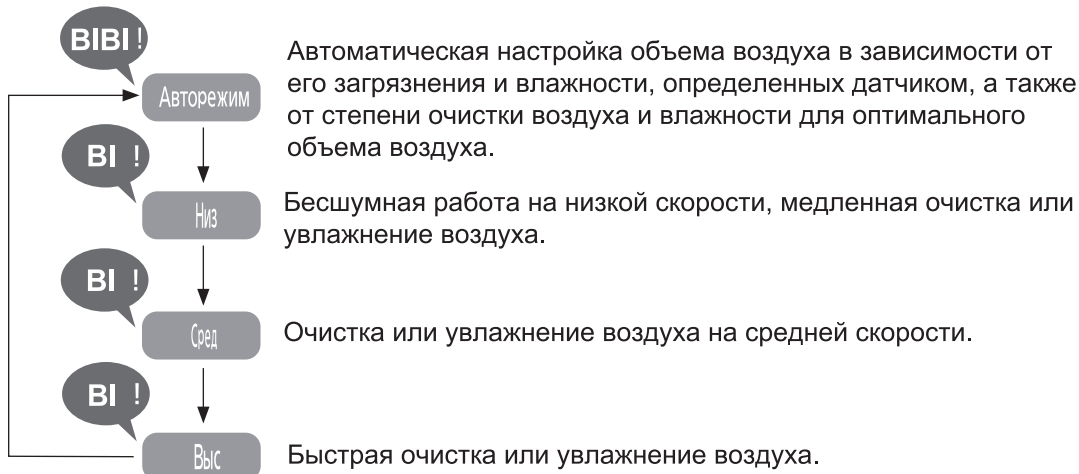 BIBI !
Авторежим
Автоматическая настройка объема воздуха в зависимости от
его загрязнения и влажности, определенных датчиком, а также
от степени очистки воздуха и влажности для оптимального
объема воздуха.
BI !
Низ
Бесшумная работа на низкой скорости, медленная очистка или
увлажнение воздуха.
BI !
Сред
Очистка или увлажнение воздуха на средней скорости.
BI !
Выс
Быстрая очистка или увлажнение воздуха.